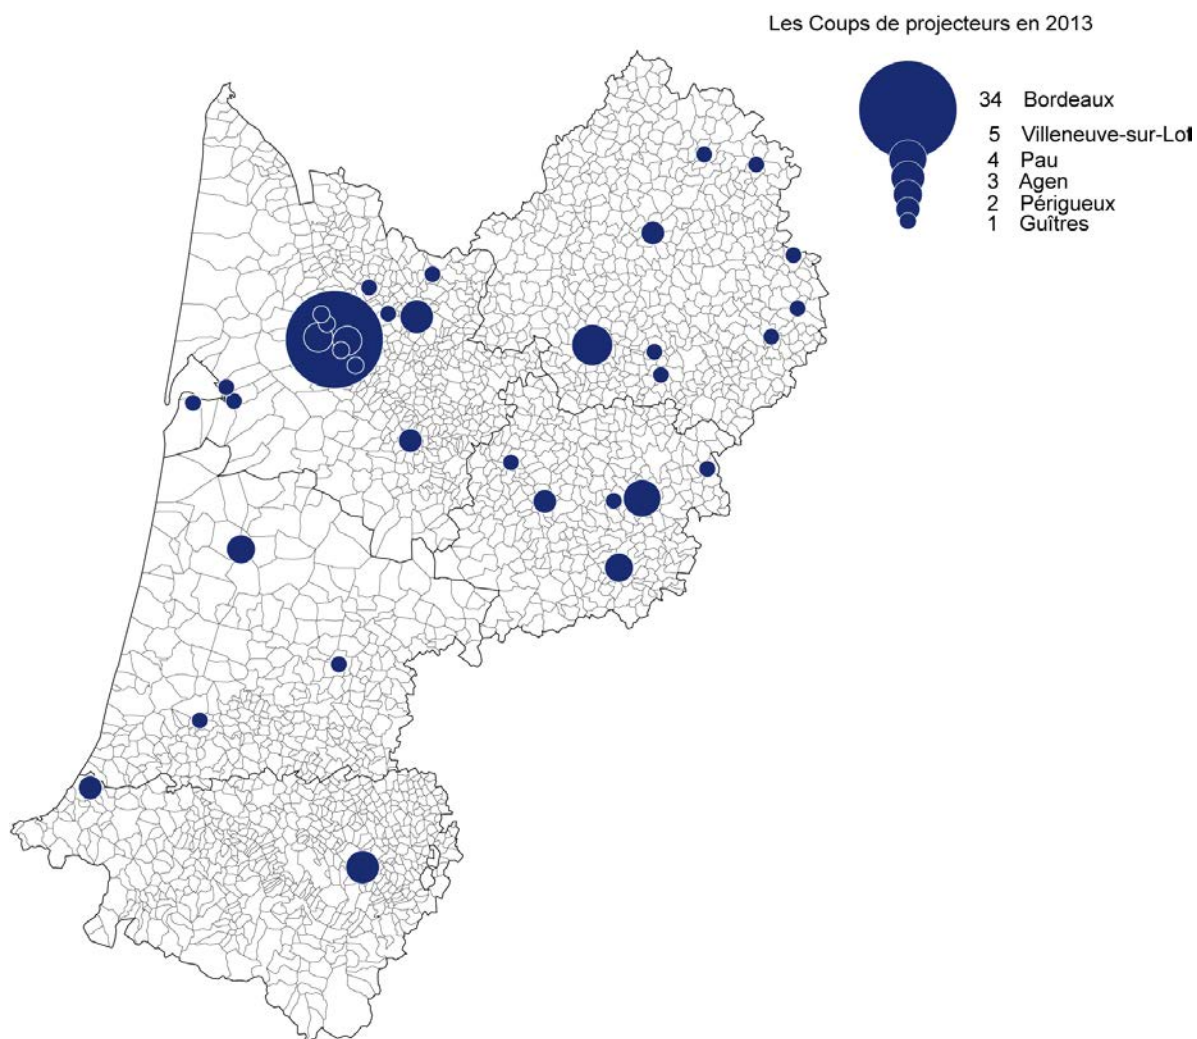 Les Coups de projecteurs en 2013
34 Bordeaux
5 Villeneuve-sur-Lot
4 Pau
3 Agen
2 Périgueux
1 Guîtres